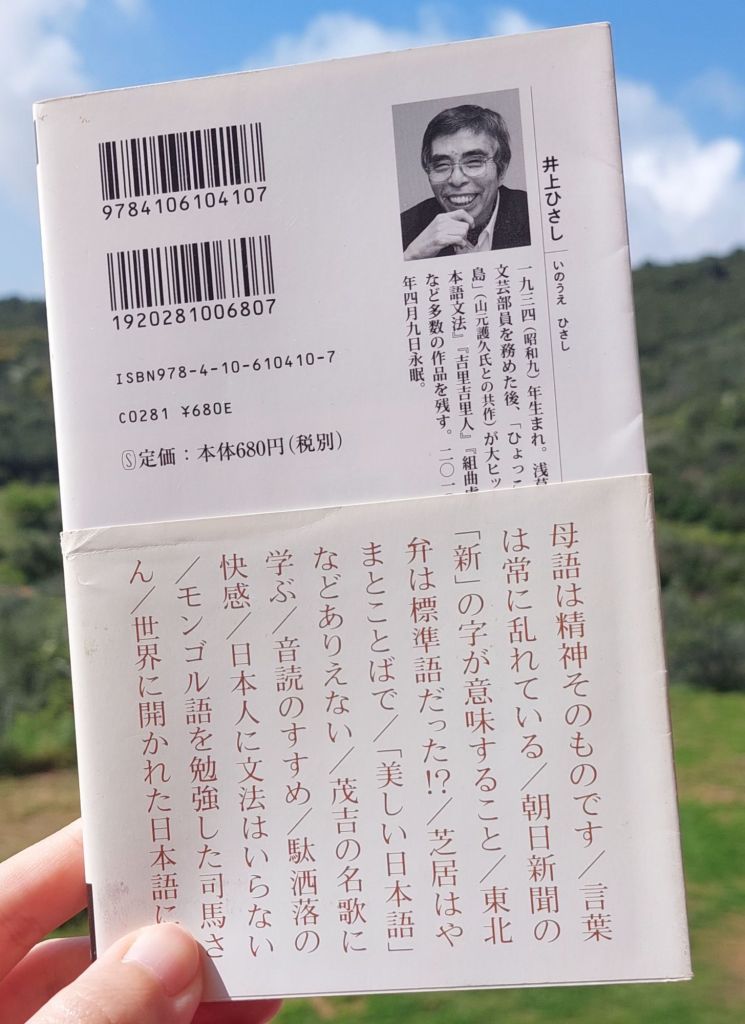 9784106104107
1920281006807
ISBN978-4-10-610410-7
C0281 ¥680E
Ⓢ定価：本体680円(税別)
井上ひさし
いのうえ ひさし
一九三四(昭和九)年生まれ。浅草
文芸部員を務めた後、「ひょっこ
島」(山元護久氏との共作)が大ヒッ
本語文法』『吉里吉里人』『組曲虐
など多数の作品を残す。二〇一〇
年四月九日永眠。
母語は精神そのものです／言葉
は常に乱れている／朝日新聞の
「新」の字が意味すること／東北
弁は標準語だった!?／芝居はや
まとことばで／「美しい日本語」
などありえない／茂吉の名歌に
学ぶ／音読のすすめ／駄洒落の
快感／日本人に文法はいらない
／モンゴル語を勉強した司馬さ
ん／世界に開かれた日本語に